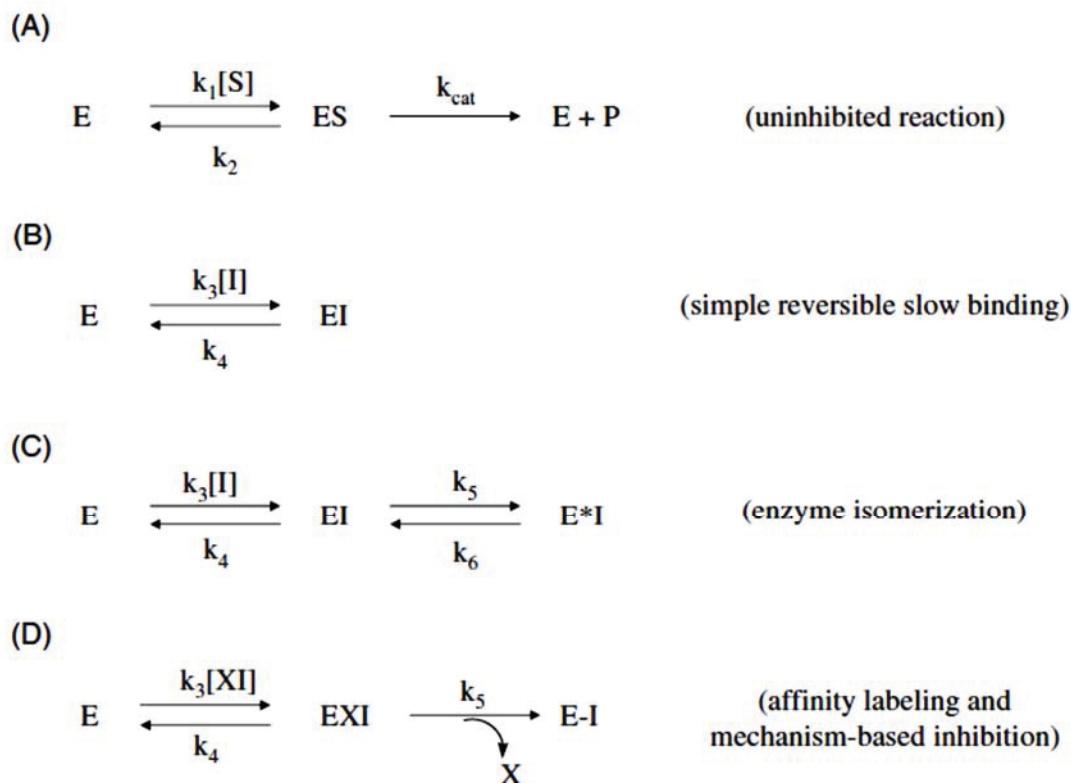 (A)
k₁[S] k_cat
E ES E + P (uninhibited reaction)
k₂
(B)
k₃[I]
E EI (simple reversible slow binding)
k₄
(C)
k₃[I] k₅
E EI E*I (enzyme isomerization)
k₄ k₆
(D)
k₃[XI] k₅
E EXI E-I (affinity labeling and
mechanism-based inhibition)
k₄
X